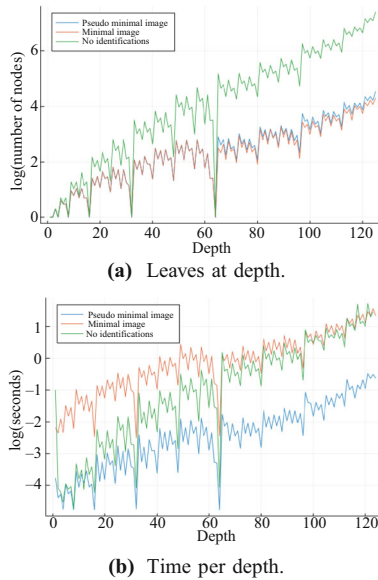 Pseudo minimal image
Minimal image
No identifications
log(number of nodes)
6
4
2
0
0 20 40 60 80 100 120
Depth
(a) Leaves at depth.
Pseudo minimal image
Minimal image
No identifications
log(seconds)
1
0
−1
−2
−3
−4
0 20 40 60 80 100 120
Depth
(b) Time per depth.